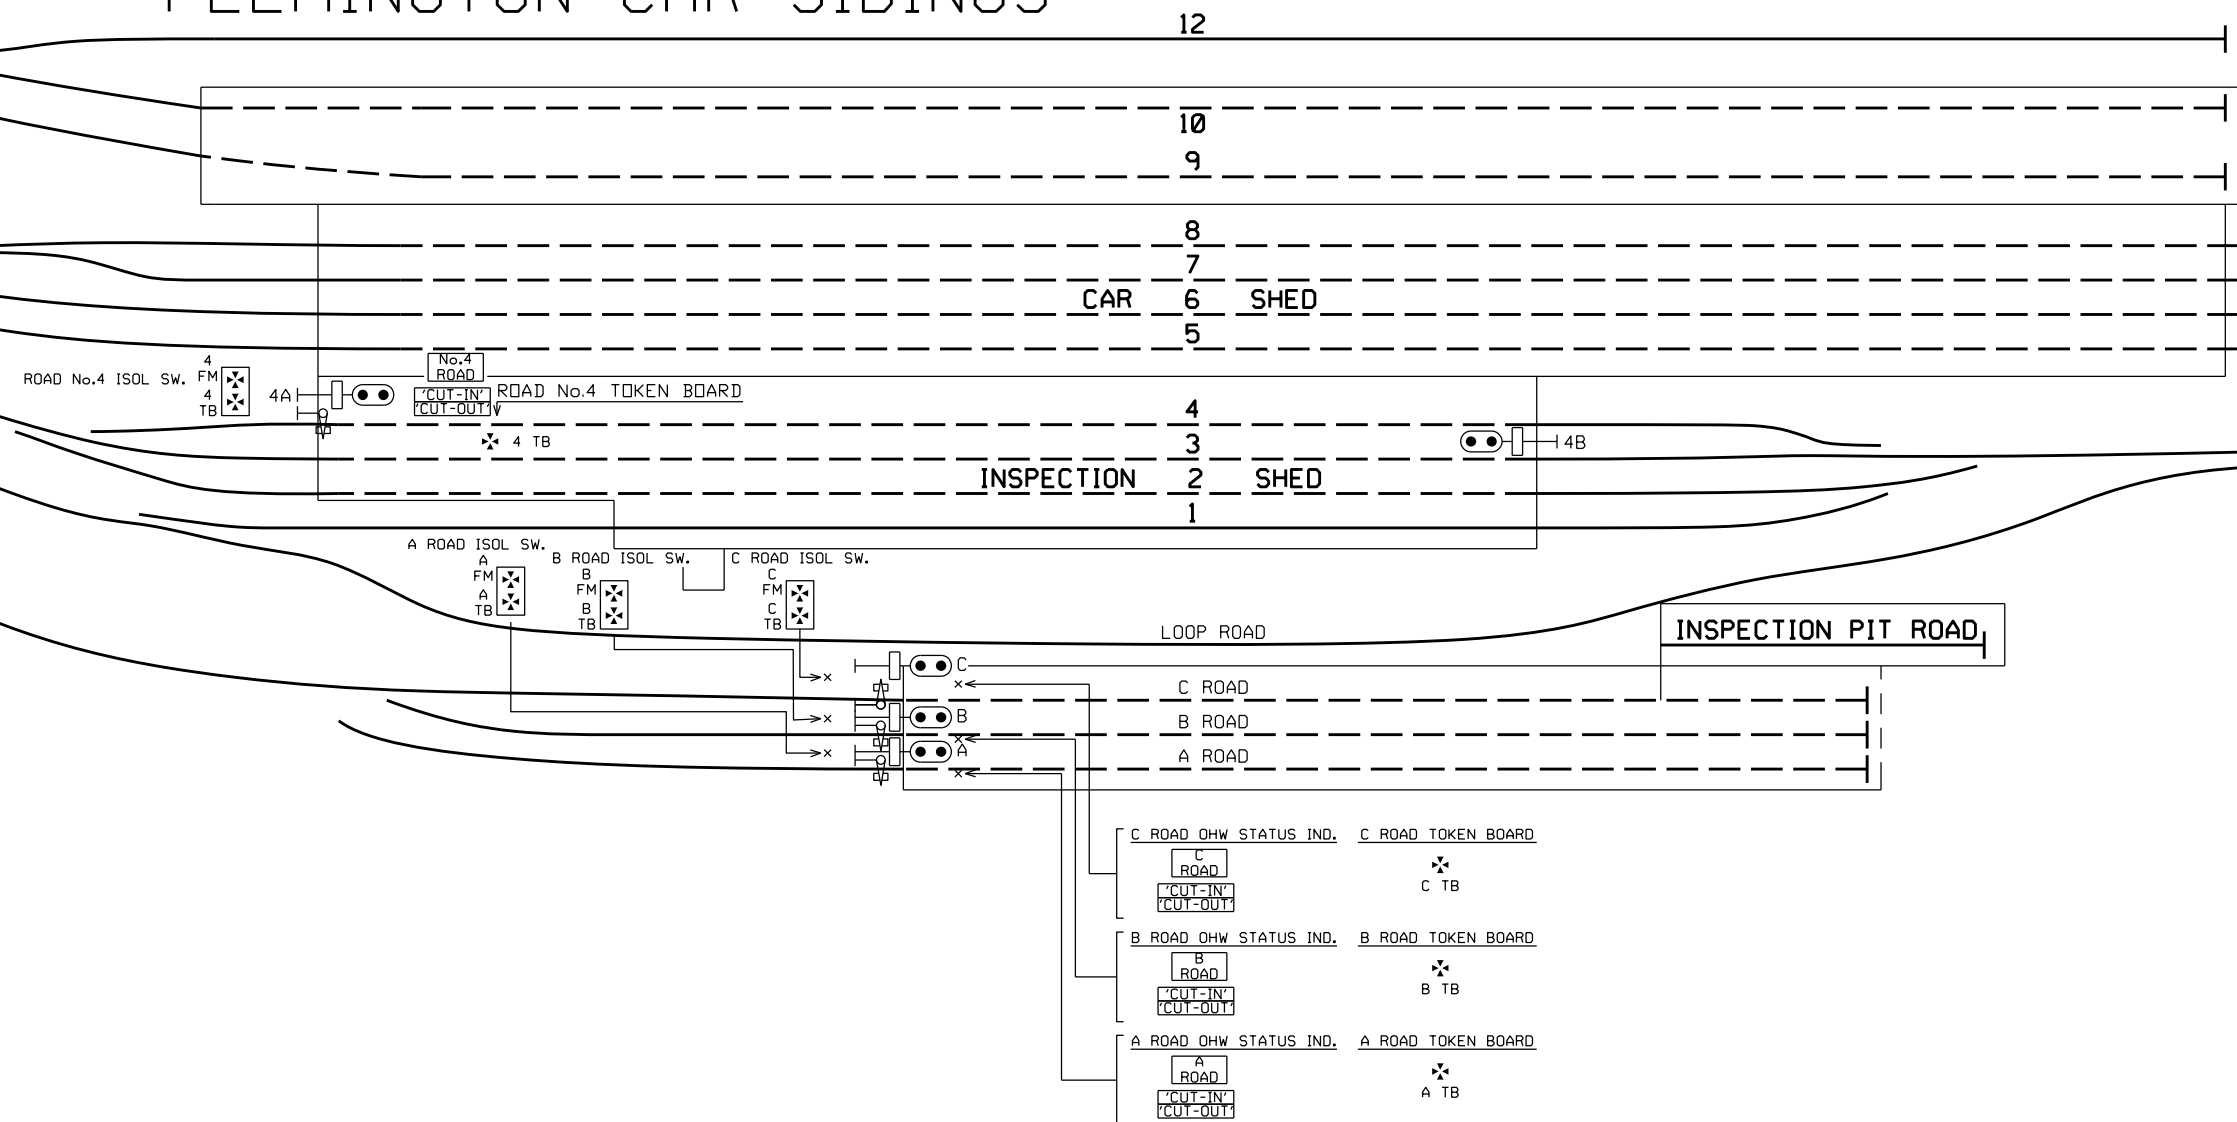 FLEMINGTON CAR SIDINGS
12
10
9
8
7
CAR 6 SHED
5
No.4
ROAD
4
FM
ROAD No.4 ISOL SW.
4
TB
4A
'CUT-IN'
'CUT-OUT'
ROAD No.4 TOKEN BOARD
4
4 TB
3
4B
INSPECTION 2 SHED
1
A ROAD ISOL SW.
A
FM
A
TB
B ROAD ISOL SW.
B
FM
B
TB
C ROAD ISOL SW.
C
FM
C
TB
LOOP ROAD
INSPECTION PIT ROAD
C
C ROAD
B
B ROAD
A
A ROAD
C ROAD OHW STATUS IND.
C ROAD TOKEN BOARD
C
ROAD
'CUT-IN'
'CUT-OUT'
C TB
B ROAD OHW STATUS IND.
B ROAD TOKEN BOARD
B
ROAD
'CUT-IN'
'CUT-OUT'
B TB
A ROAD OHW STATUS IND.
A ROAD TOKEN BOARD
A
ROAD
'CUT-IN'
'CUT-OUT'
A TB